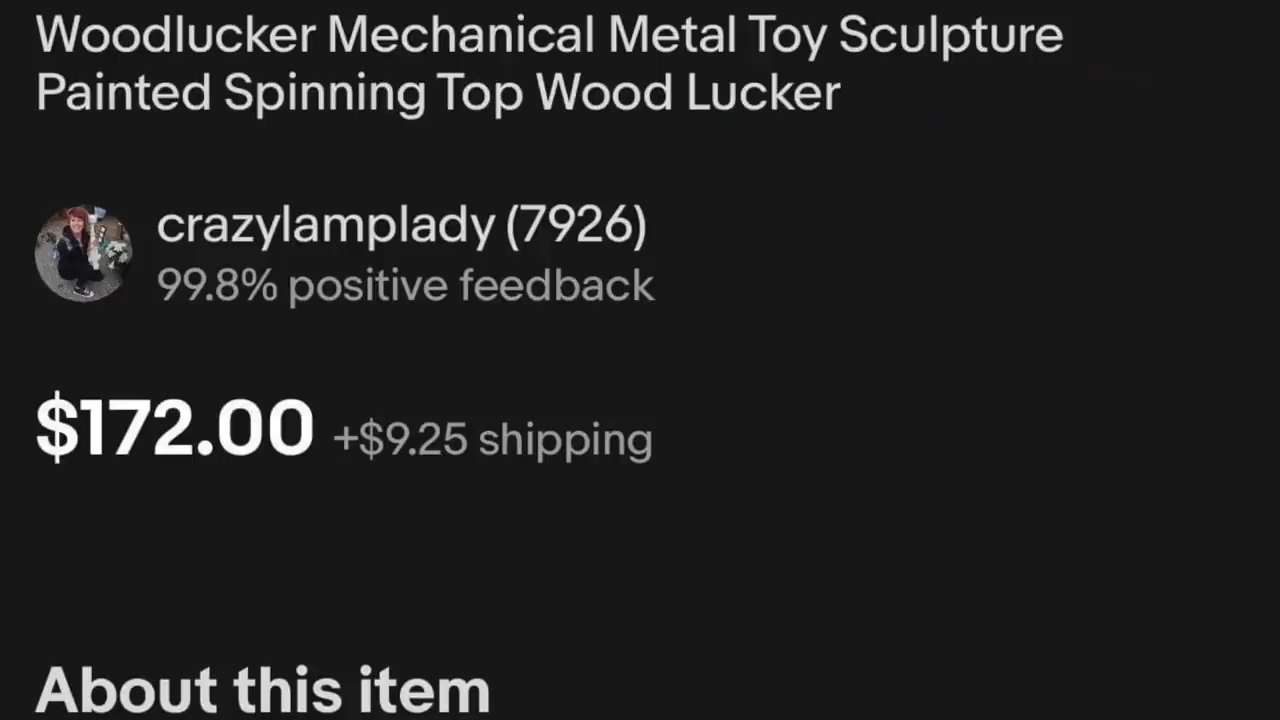 Woodlucker Mechanical Metal Toy Sculpture
Painted Spinning Top Wood Lucker
crazylamplady (7926)
99.8% positive feedback
$172.00 +$9.25 shipping
About this item